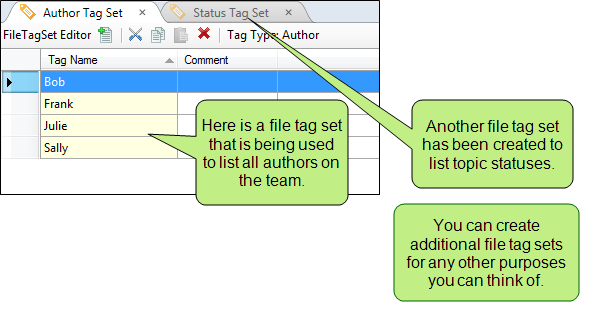 Author Tag Set
Status Tag Set
FileTagSet Editor
Tag Type: Author
Tag Name
Comment
Bob
Frank
Julie
Sally
Here is a file tag set
that is being used
to list all authors on
the team.
Another file tag set
has been created to
list topic statuses.
You can create
additional file tag sets
for any other purposes
you can think of.